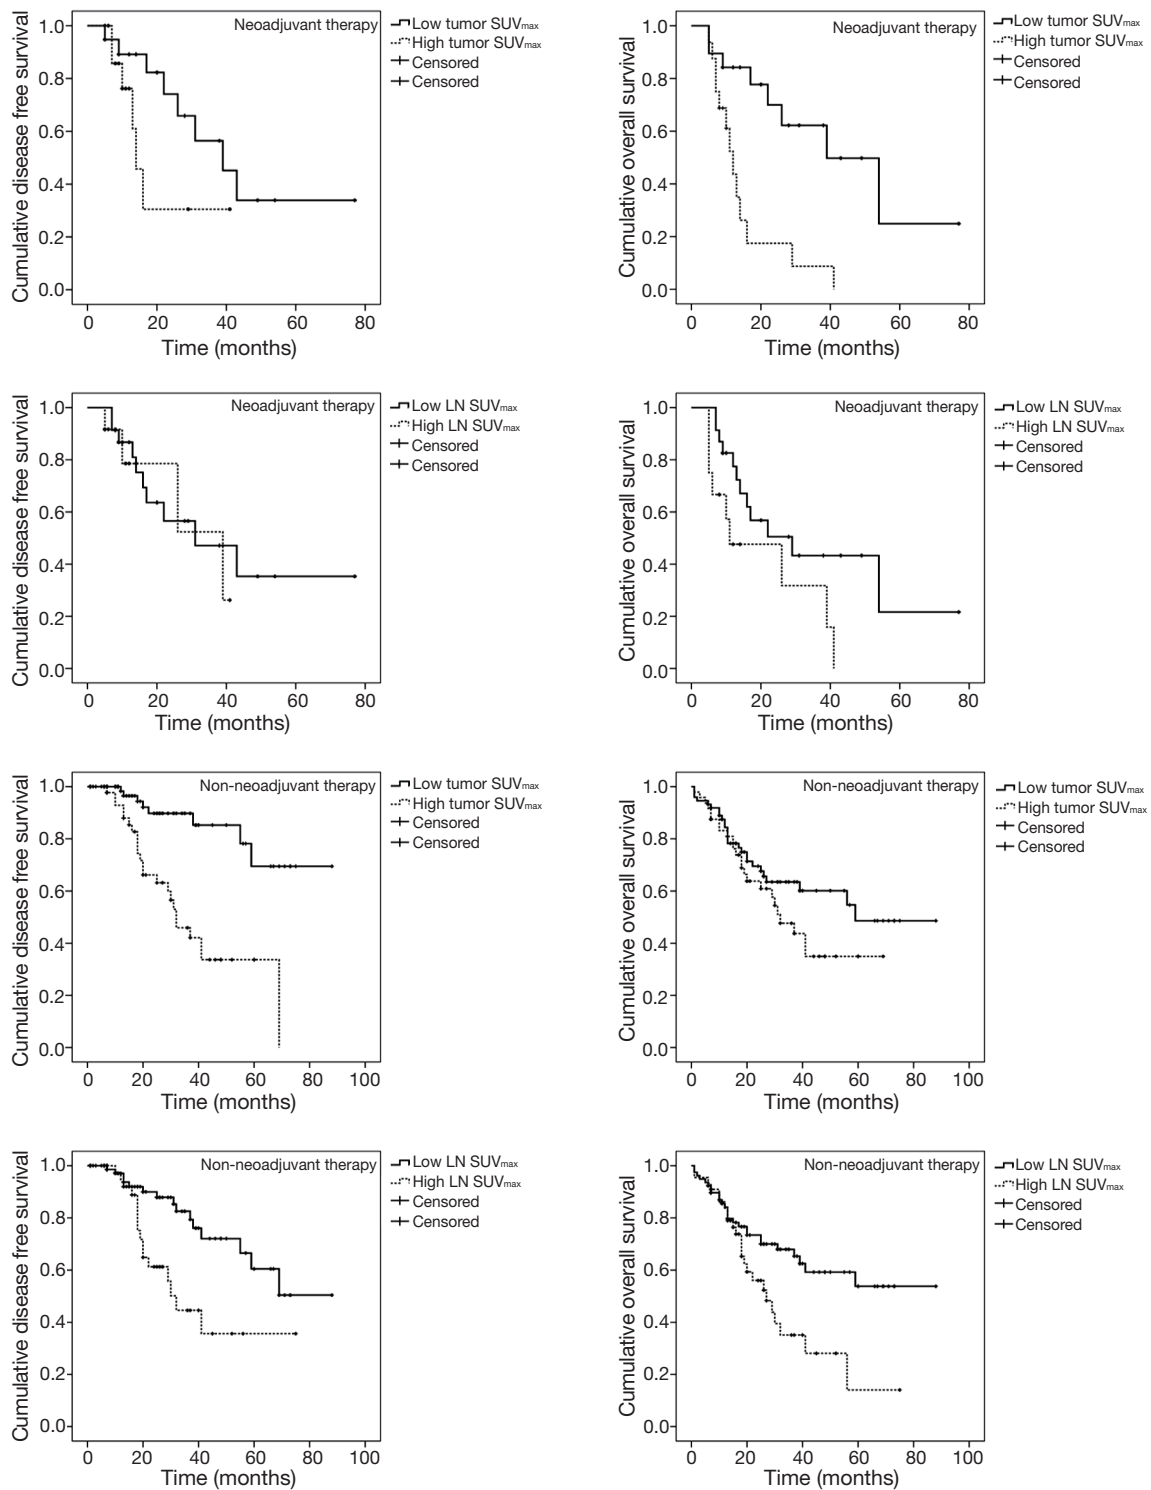 Cumulative disease free survival
1.0
0.8
0.6
0.4
0.2
0.0
Neoadjuvant therapy
0 20 40 60 80
Time (months)
Low tumor SUVmax
High tumor SUVmax
Censored
Censored
Cumulative overall survival
1.0
0.8
0.6
0.4
0.2
0.0
Neoadjuvant therapy
0 20 40 60 80
Time (months)
Low tumor SUVmax
High tumor SUVmax
Censored
Censored
Cumulative disease free survival
1.0
0.8
0.6
0.4
0.2
0.0
Neoadjuvant therapy
0 20 40 60 80
Time (months)
Low LN SUVmax
High LN SUVmax
Censored
Censored
Cumulative overall survival
1.0
0.8
0.6
0.4
0.2
0.0
Neoadjuvant therapy
0 20 40 60 80
Time (months)
Low LN SUVmax
High LN SUVmax
Censored
Censored
Cumulative disease free survival
1.0
0.8
0.6
0.4
0.2
0.0
Non-neoadjuvant therapy
0 20 40 60 80 100
Time (months)
Low tumor SUVmax
High tumor SUVmax
Censored
Censored
Cumulative overall survival
1.0
0.8
0.6
0.4
0.2
0.0
Non-neoadjuvant therapy
0 20 40 60 80 100
Time (months)
Low tumor SUVmax
High tumor SUVmax
Censored
Censored
Cumulative disease free survival
1.0
0.8
0.6
0.4
0.2
0.0
Non-neoadjuvant therapy
0 20 40 60 80 100
Time (months)
Low LN SUVmax
High LN SUVmax
Censored
Censored
Cumulative overall survival
1.0
0.8
0.6
0.4
0.2
0.0
Non-neoadjuvant therapy
0 20 40 60 80 100
Time (months)
Low LN SUVmax
High LN SUVmax
Censored
Censored